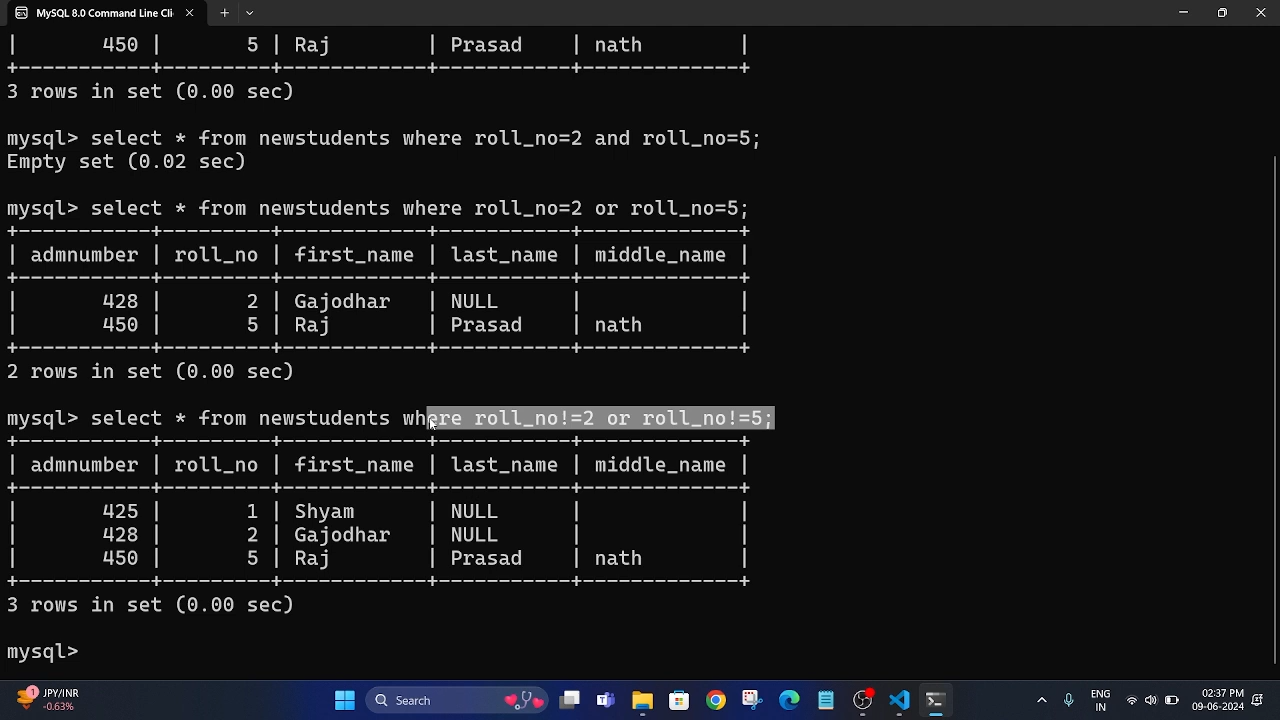 MySQL 8.0 Command Line Cli
|       450 |       5 | Raj        | Prasad    | nath        |
+-----------+---------+------------+-----------+-------------+
3 rows in set (0.00 sec)
mysql> select * from newstudents where roll_no=2 and roll_no=5;
Empty set (0.02 sec)
mysql> select * from newstudents where roll_no=2 or roll_no=5;
+-----------+---------+------------+-----------+-------------+
| admnumber | roll_no | first_name | last_name | middle_name |
+-----------+---------+------------+-----------+-------------+
|       428 |       2 | Gajodhar   | NULL      |             |
|       450 |       5 | Raj        | Prasad    | nath        |
+-----------+---------+------------+-----------+-------------+
2 rows in set (0.00 sec)
mysql> select * from newstudents where roll_no!=2 or roll_no!=5;
+-----------+---------+------------+-----------+-------------+
| admnumber | roll_no | first_name | last_name | middle_name |
+-----------+---------+------------+-----------+-------------+
|       425 |       1 | Shyam      | NULL      |             |
|       428 |       2 | Gajodhar   | NULL      |             |
|       450 |       5 | Raj        | Prasad    | nath        |
+-----------+---------+------------+-----------+-------------+
3 rows in set (0.00 sec)
mysql>
1 JPY/INR
-0.63%
Search
ENG
IN
02:37 PM
09-06-2024